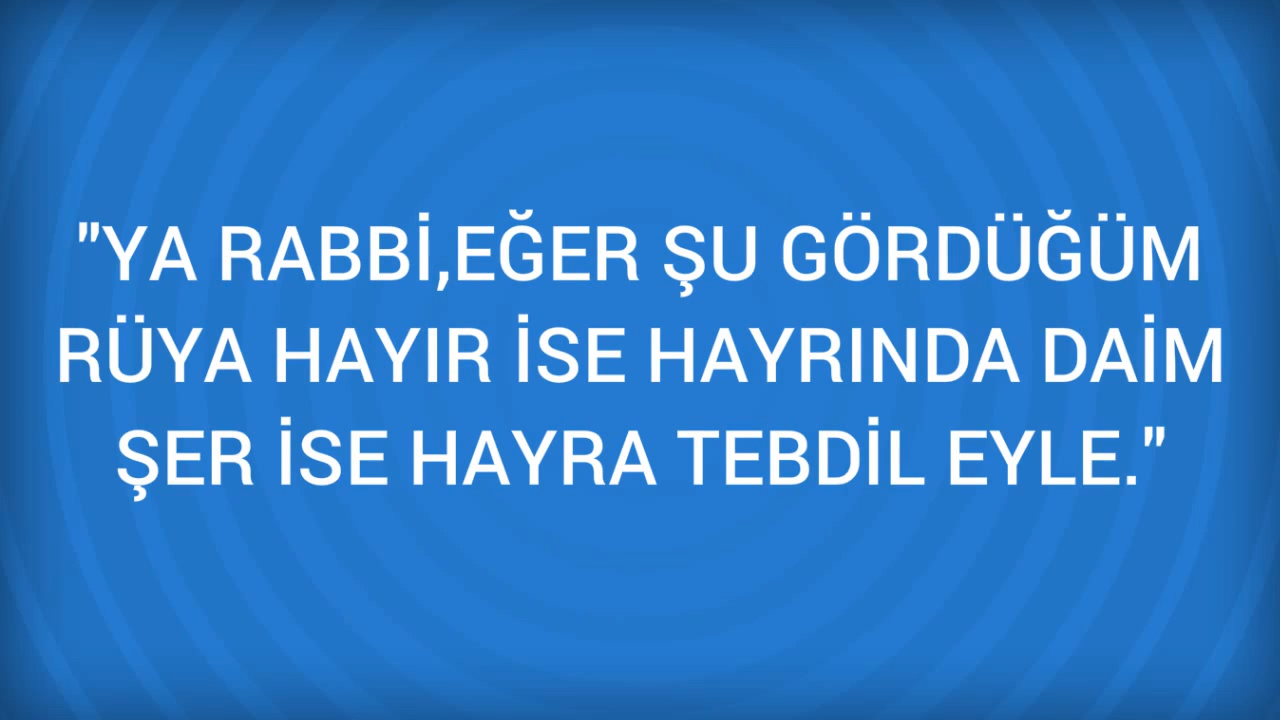 "YA RABBİ,EĞER ŞU GÖRDÜĞÜM
RÜYA HAYIR İSE HAYRINDA DAİM
ŞER İSE HAYRA TEBDİL EYLE."